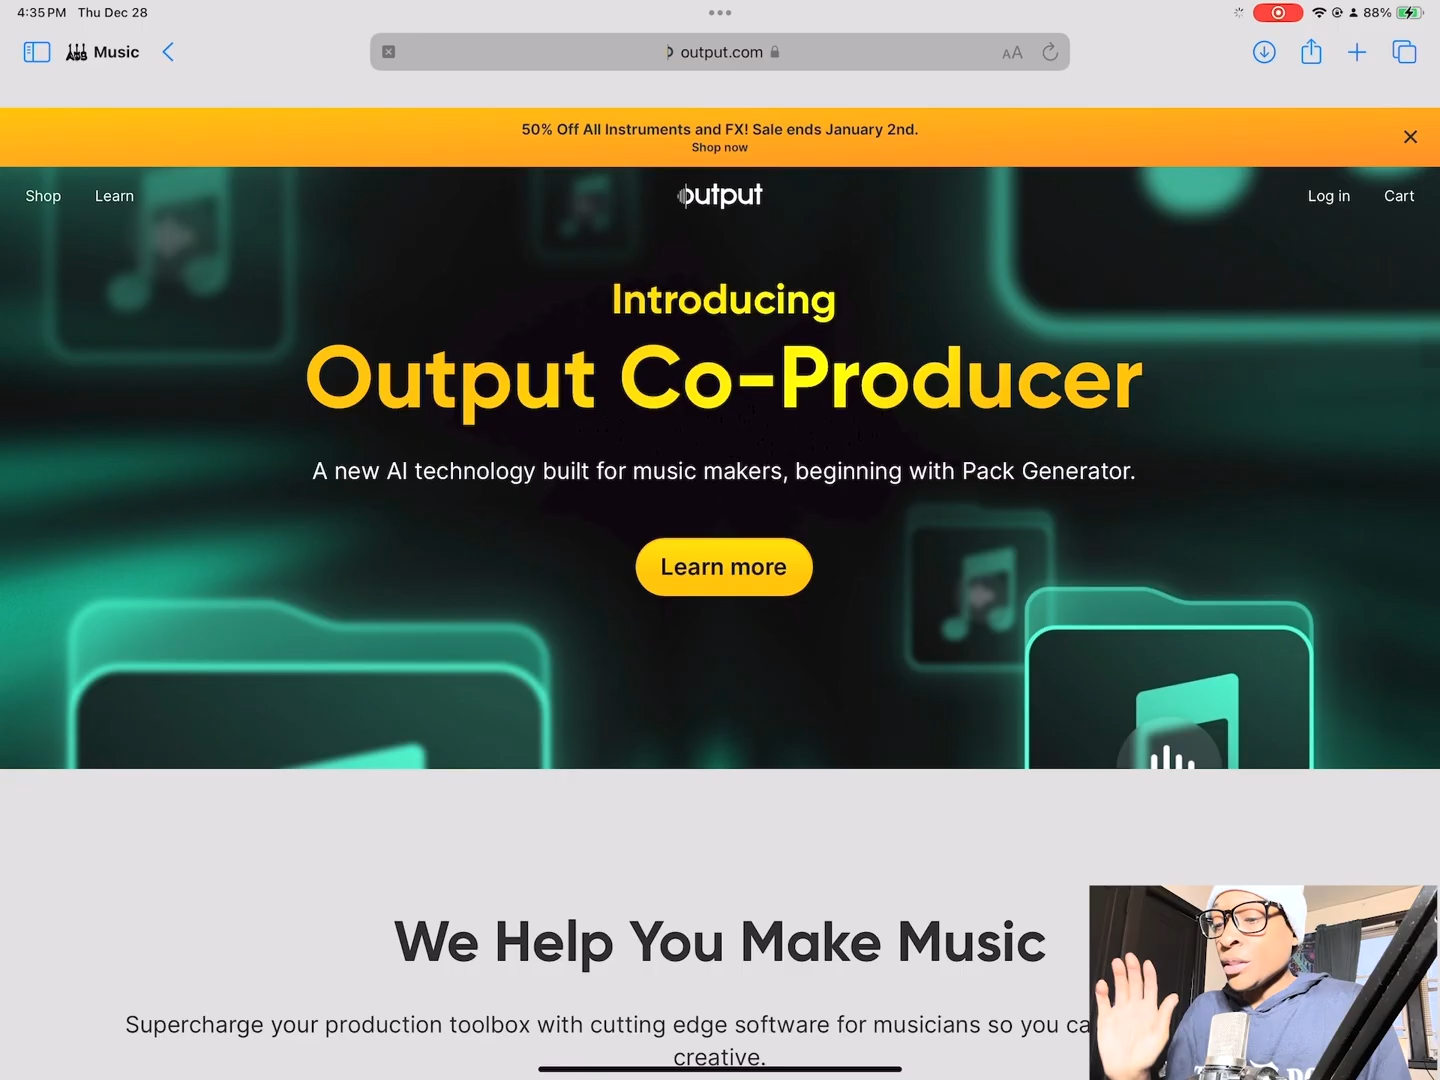 4:35 PM Thu Dec 28
88%
Music
output.com
AA
50% Off All Instruments and FX! Sale ends January 2nd.
Shop now
Shop
Learn
output
Log in
Cart
Introducing
Output Co-Producer
A new AI technology built for music makers, beginning with Pack Generator.
Learn more
We Help You Make Music
Supercharge your production toolbox with cutting edge software for musicians so you ca
creative.